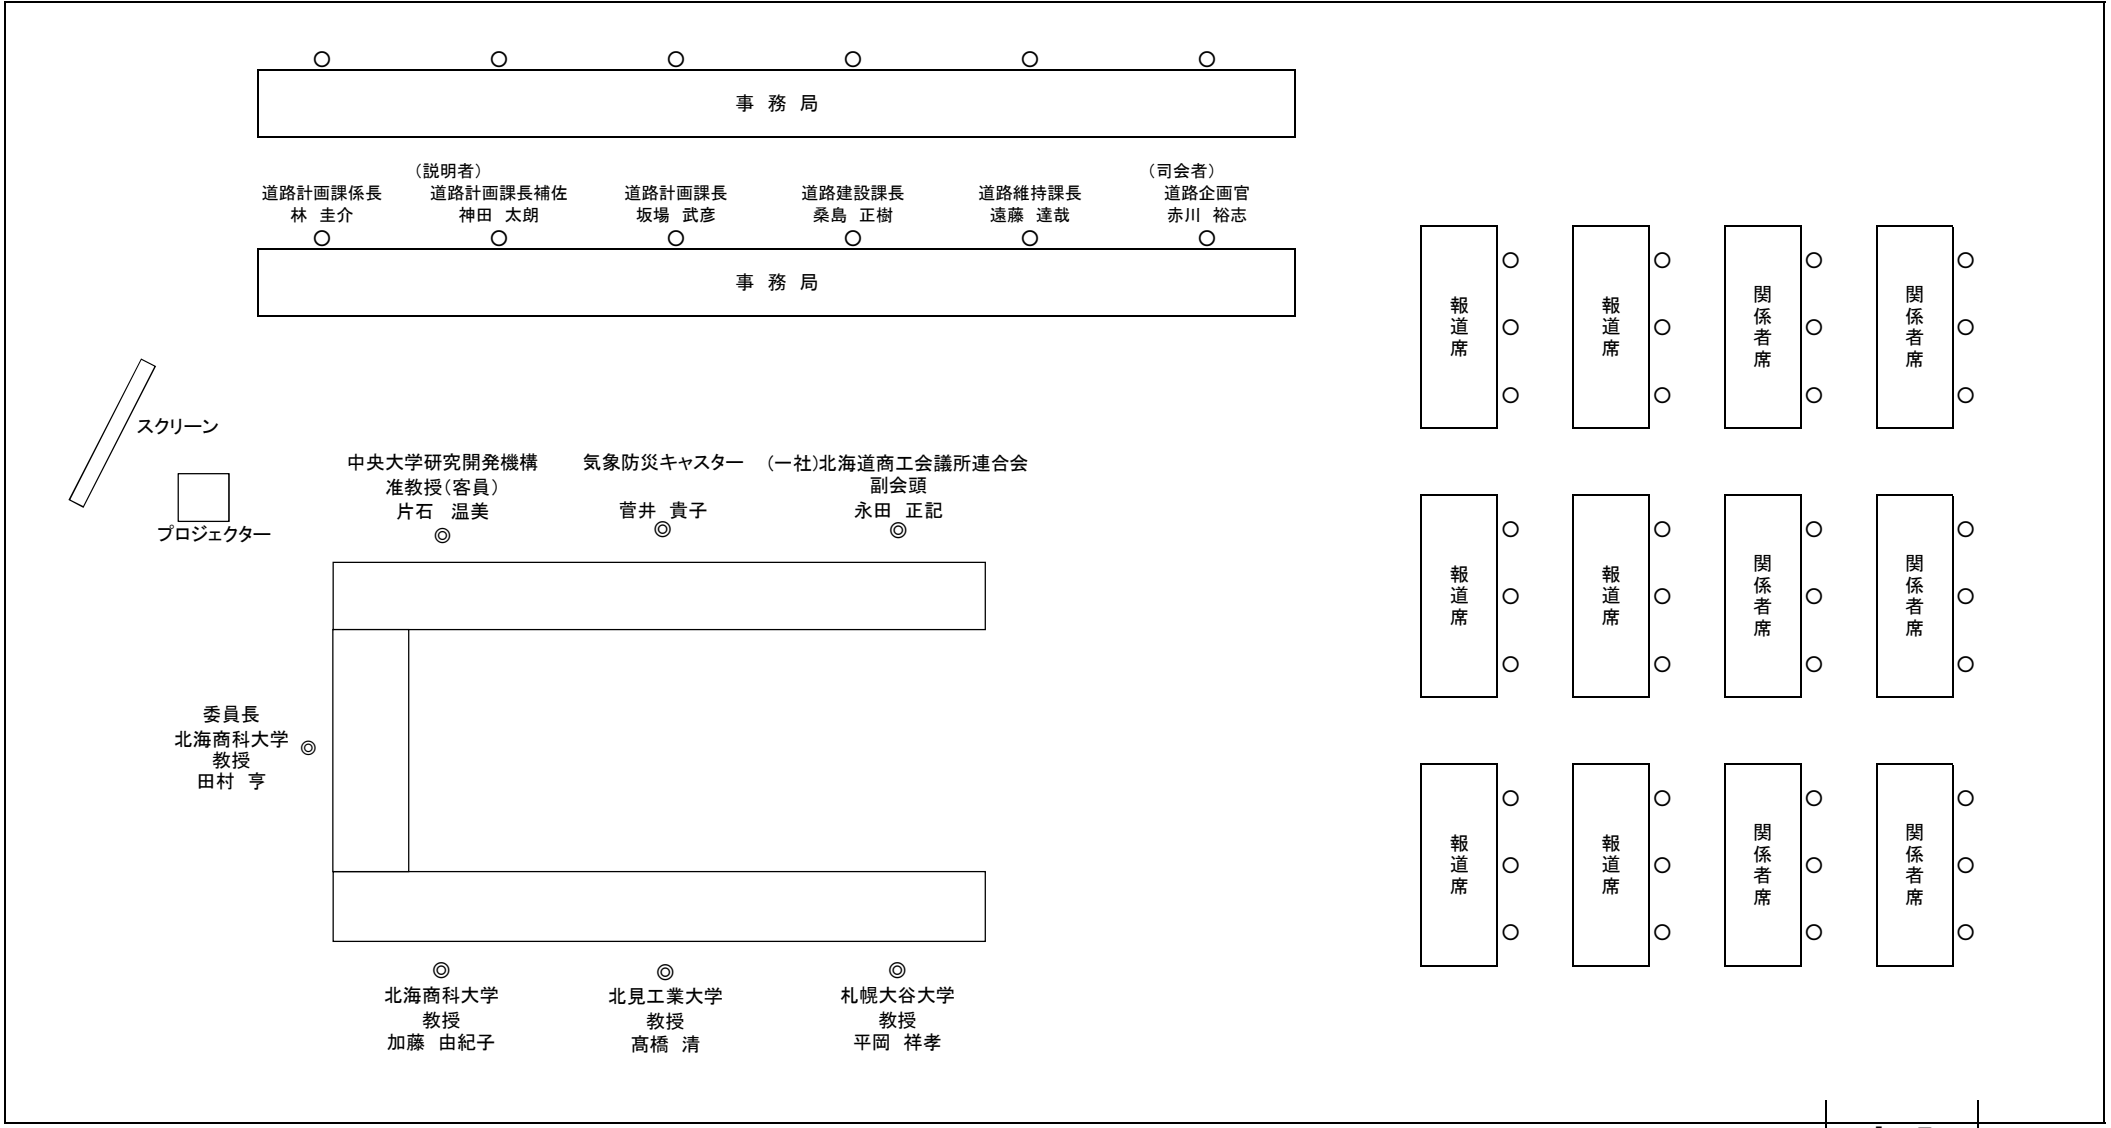 事 務 局
(説明者)
(司会者)
道路計画課係長
林 圭介
道路計画課長補佐
神田 太朗
道路計画課長
坂場 武彦
道路建設課長
桑島 正樹
道路維持課長
遠藤 達哉
道路企画官
赤川 裕志
事 務 局
スクリーン
プロジェクター
中央大学研究開発機構
准教授(客員)
片石 温美
気象防災キャスター
菅井 貴子
(一社)北海道商工会議所連合会
副会頭
永田 正記
委員長
北海商科大学
教授
田村 亨
北海商科大学
教授
加藤 由紀子
北見工業大学
教授
髙橋 清
札幌大谷大学
教授
平岡 祥孝
報道席
報道席
関係者席
関係者席
報道席
報道席
関係者席
関係者席
報道席
報道席
関係者席
関係者席